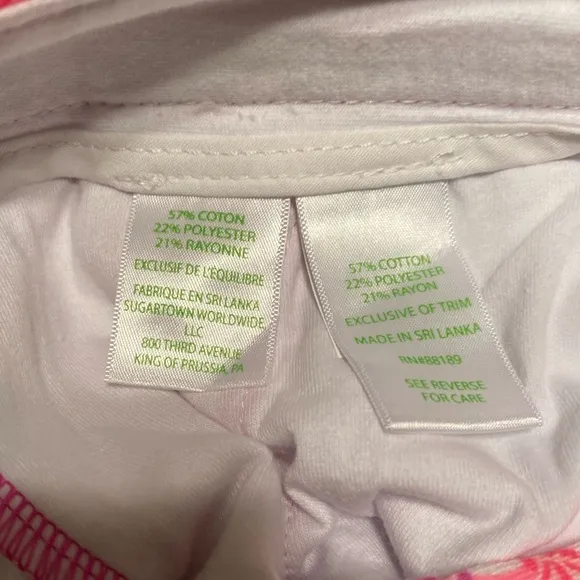 57% COTON
22% POLYESTER
21% RAYONNE
EXCLUSIF DE L'EQUILIBRE
FABRIQUE EN SRI LANKA
SUGARTOWN WORLDWIDE,
LLC
800 THIRD AVENUE
KING OF PRUSSIA, PA
57% COTTON
22% POLYESTER
21% RAYON
EXCLUSIVE OF TRIM
MADE IN SRI LANKA
RN#88189
SEE REVERSE
FOR CARE